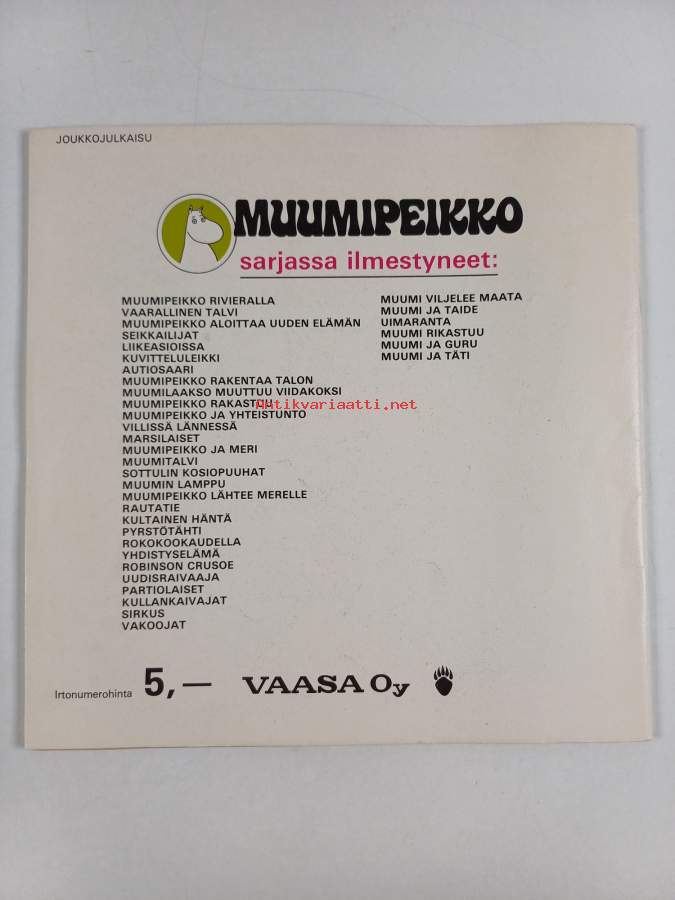 JOUKKOJULKAISU
MUUMIPEIKKO
sarjassa ilmestyneet:
MUUMIPEIKKO RIVIERALLA
VAARALLINEN TALVI
MUUMIPEIKKO ALOITTAA UUDEN ELÄMÄN
SEIKKAILIJAT
LIIKEASIOISSA
KUVITTELULEIKKI
AUTIOSAARI
MUUMIPEIKKO RAKENTAA TALON
MUUMILAAKSO MUUTTUU VIIDAKOKSI
MUUMIPEIKKO RAKASTUU
MUUMIPEIKKO JA YHTEISTUNTO
VILLISSÄ LÄNNESSÄ
MARSILAISET
MUUMIPEIKKO JA MERI
MUUMITALVI
SOTTULIN KOSIOPUUHAT
MUUMIN LAMPPU
MUUMIPEIKKO LÄHTEE MERELLE
RAUTATIE
KULTAINEN HÄNTÄ
PYRSTÖTÄHTI
ROKOKOOKAUDELLA
YHDISTYSELÄMÄ
ROBINSON CRUSOE
UUDISRAIVAAJA
PARTIOLAISET
KULLANKAIVAJAT
SIRKUS
VAKOOJAT
MUUMI VILJELEE MAATA
MUUMI JA TAIDE
UIMARANTA
MUUMI RIKASTUU
MUUMI JA GURU
MUUMI JA TÄTI
Antikvariaatti.net
Irtonumerohinta 5,— VAASA Oy